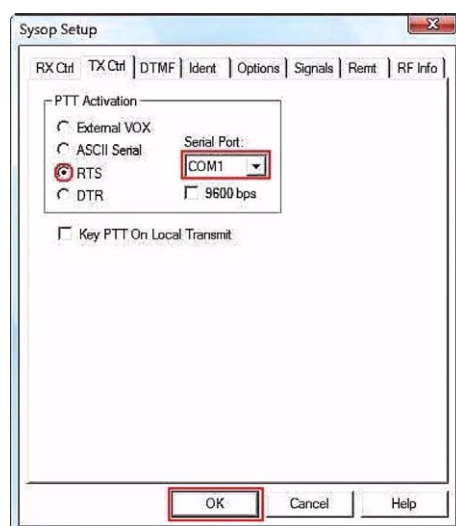 Sysop Setup
RX Ctrl TX Ctrl DTMF Ident Options Signals Remt RF Info
PTT Activation
External VOX
ASCII Serial
RTS
DTR
Serial Port:
COM1
9600 bps
Key PTT On Local Transmit
OK Cancel Help